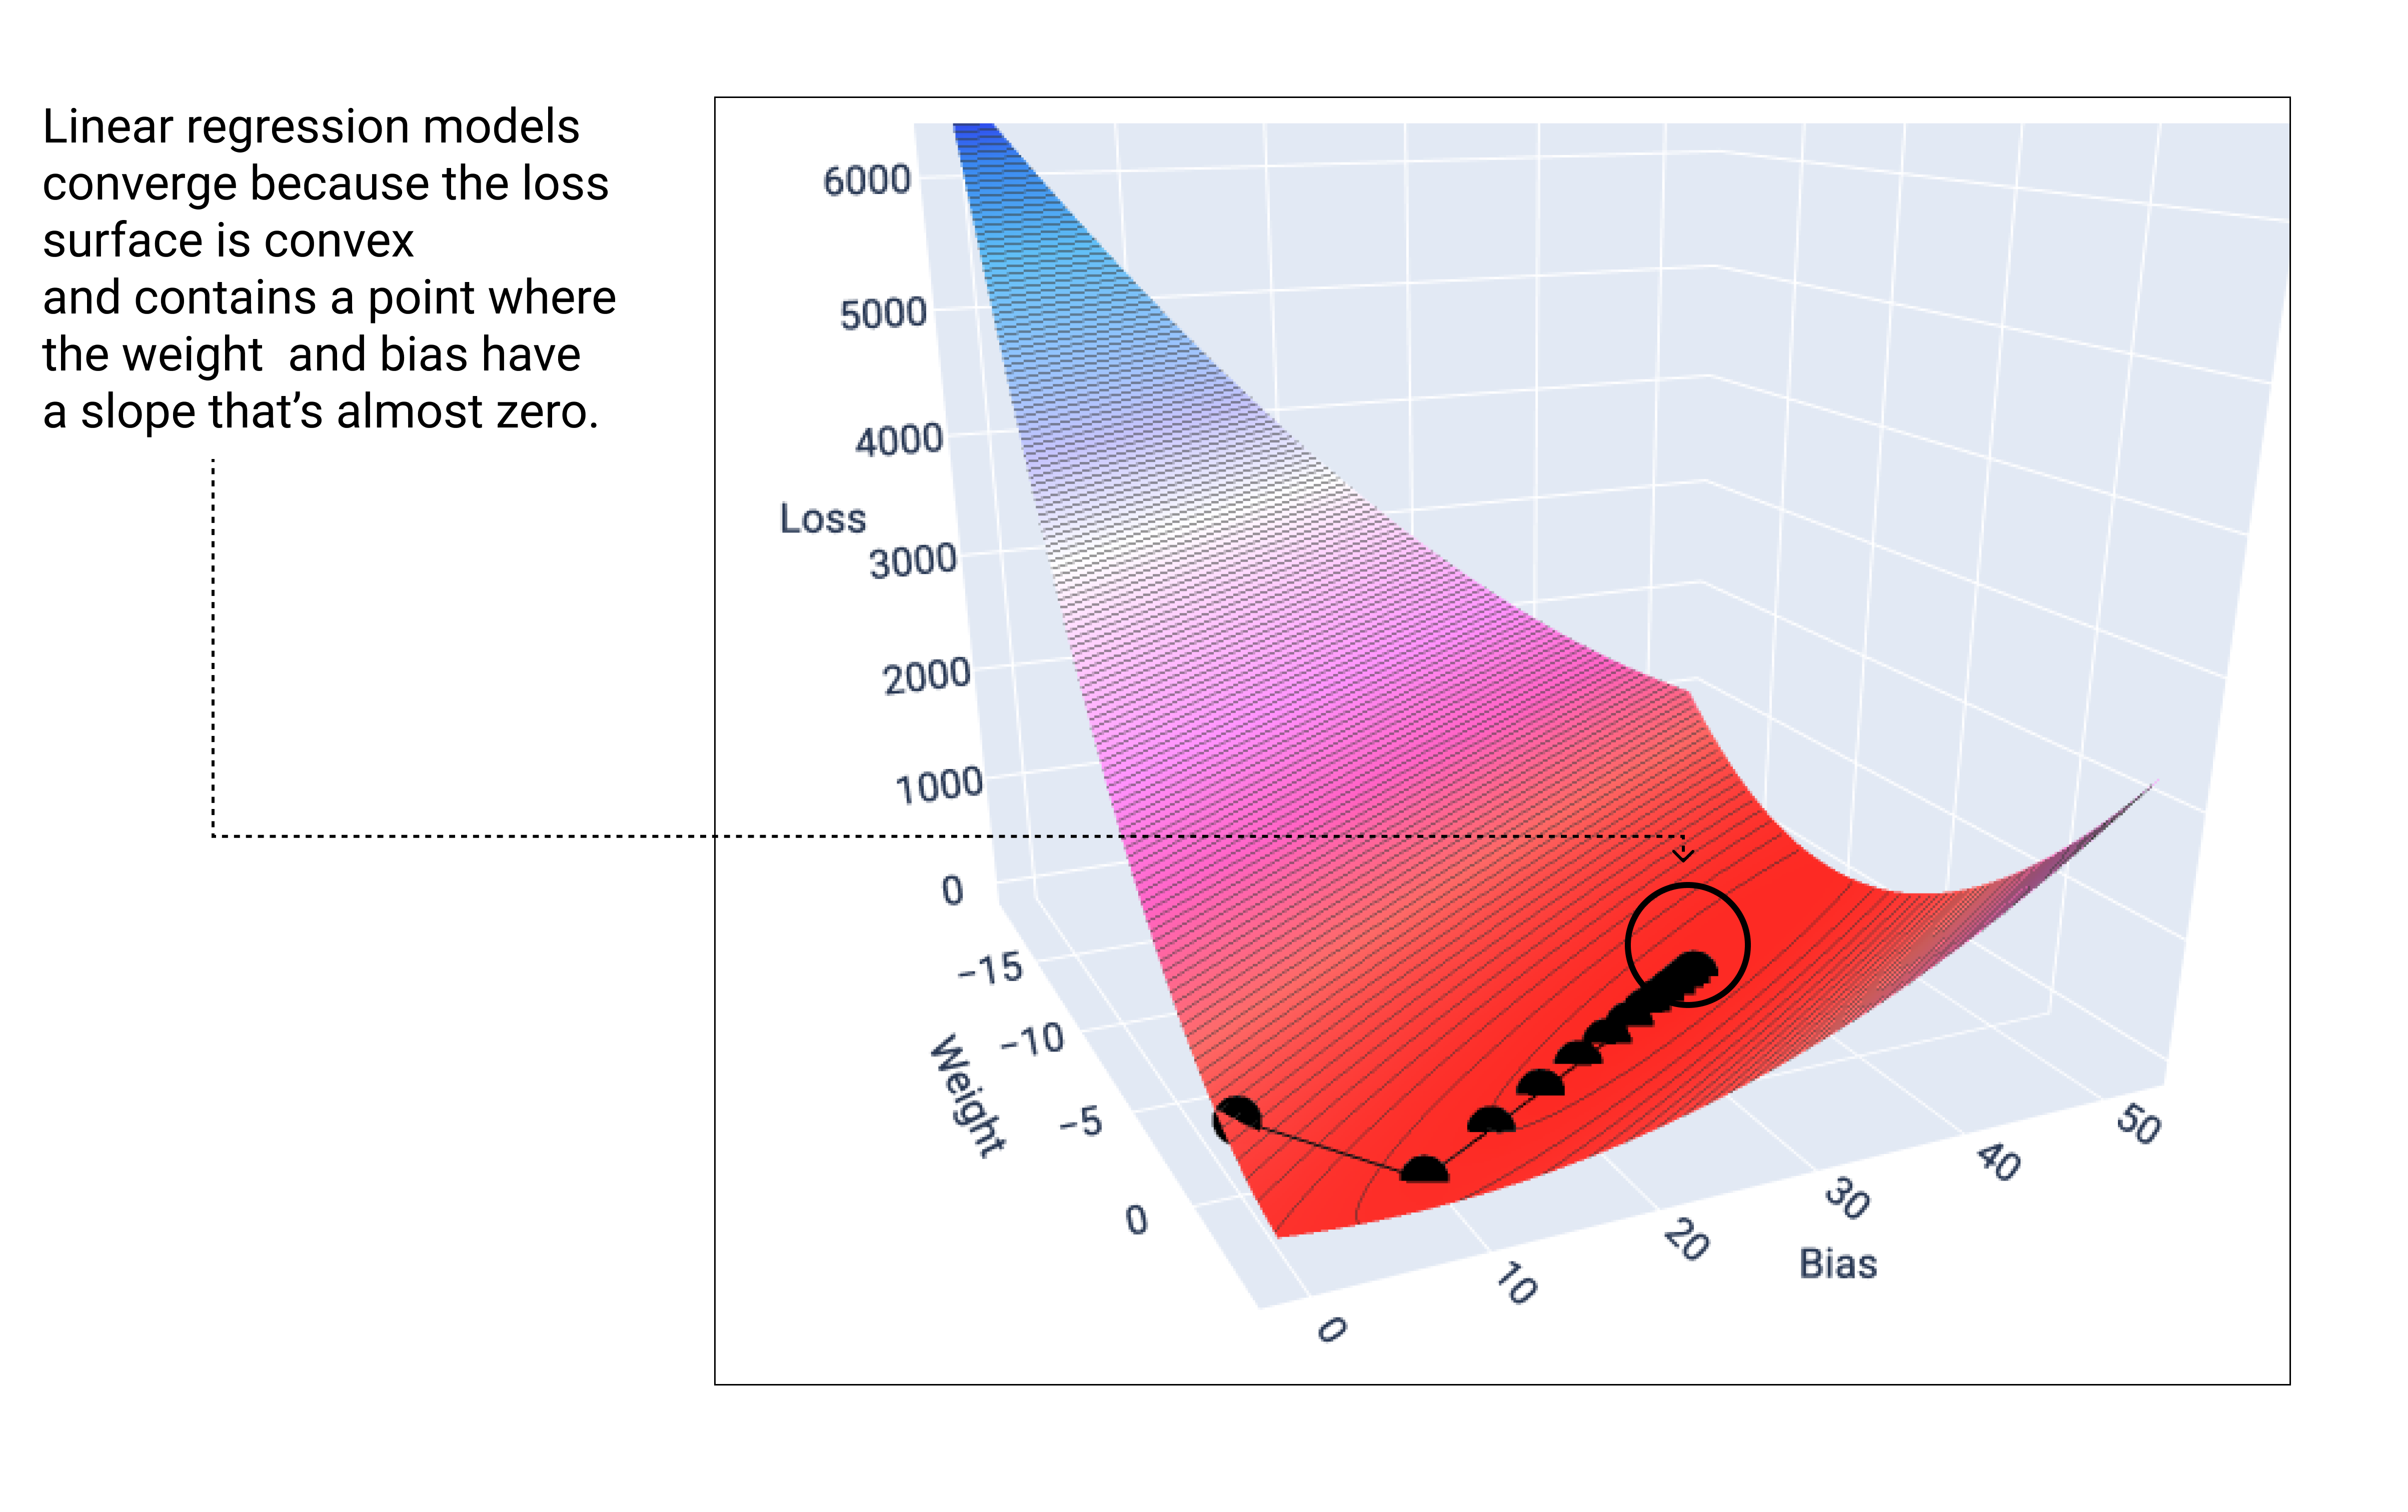 Linear regression models
converge because the loss
surface is convex
and contains a point where
the weight  and bias have
a slope that’s almost zero.
6000
5000
4000
Loss
3000
2000
1000
0
−15
−10
Weight
−5
0
50
40
30
20
Bias
10
0